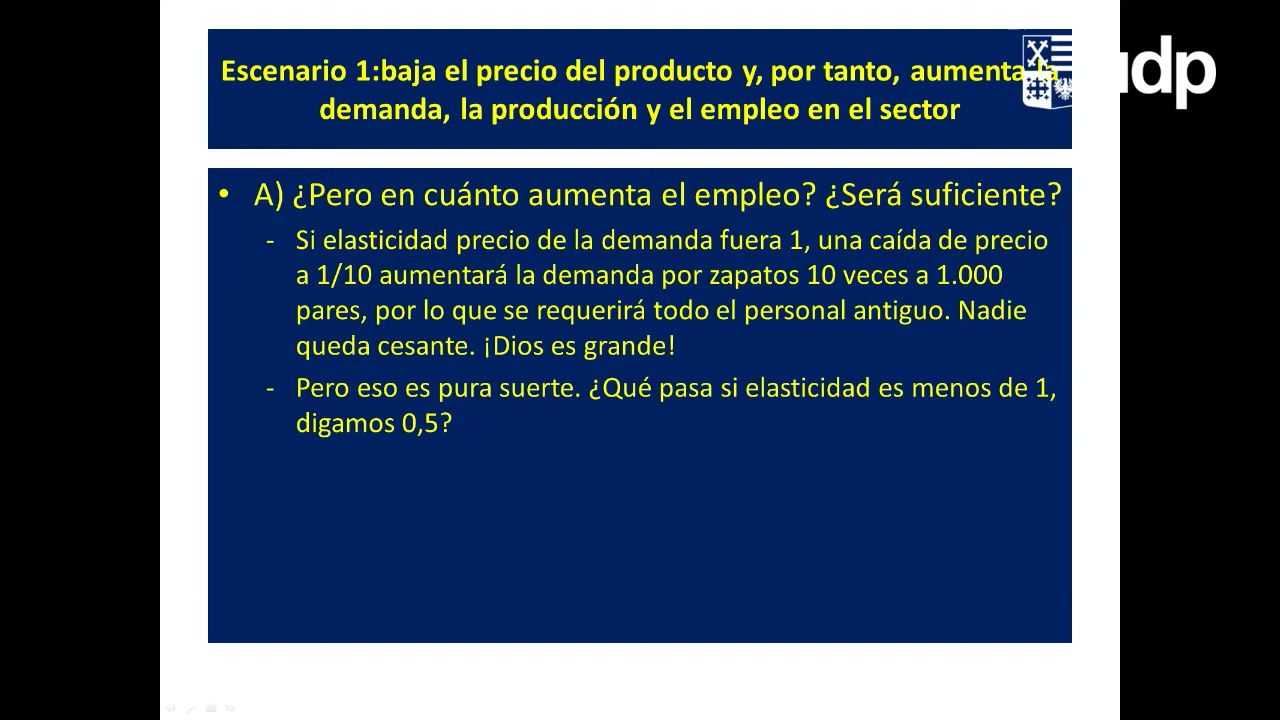 Escenario 1:baja el precio del producto y, por tanto, aumenta la
demanda, la producción y el empleo en el sector
udp
• A) ¿Pero en cuánto aumenta el empleo? ¿Será suficiente?
- Si elasticidad precio de la demanda fuera 1, una caída de precio
a 1/10 aumentará la demanda por zapatos 10 veces a 1.000
pares, por lo que se requerirá todo el personal antiguo. Nadie
queda cesante. ¡Dios es grande!
- Pero eso es pura suerte. ¿Qué pasa si elasticidad es menos de 1,
digamos 0,5?